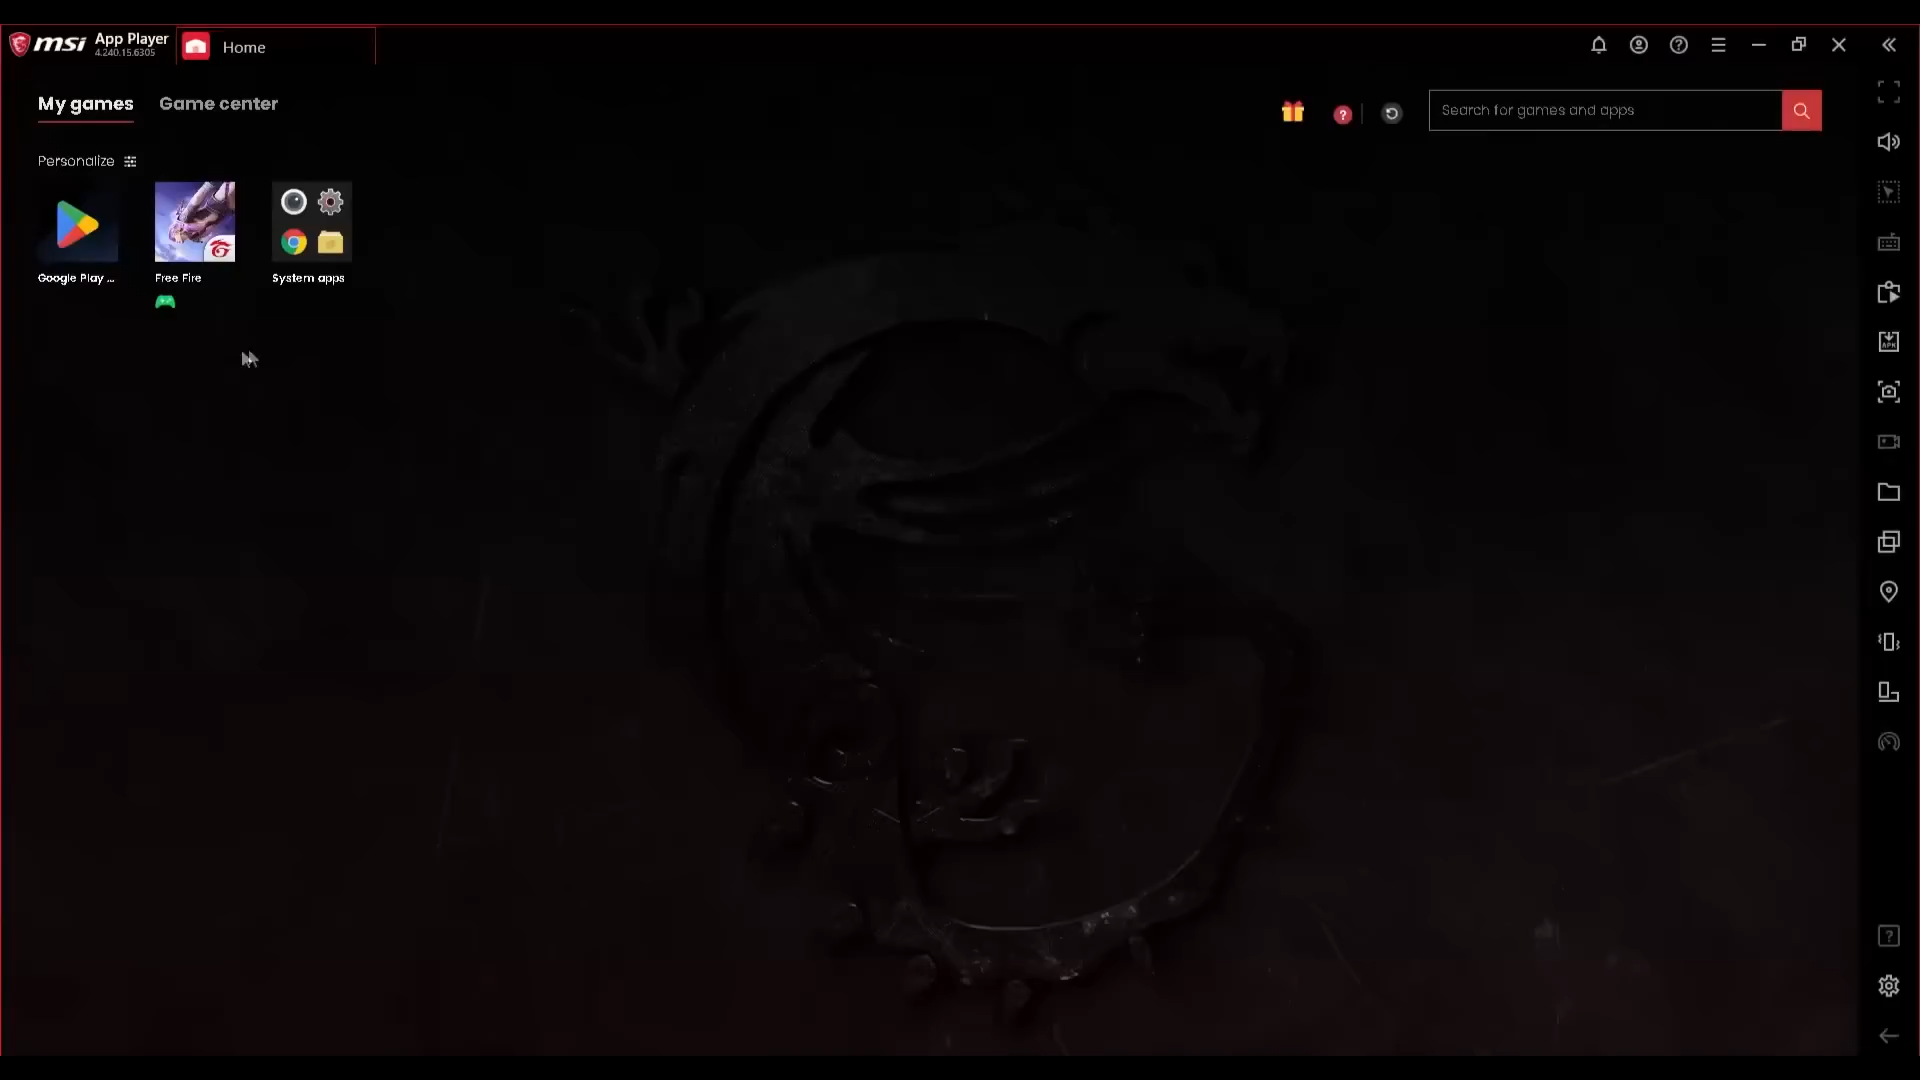 msi App Player
4.240.15.6305
Home
My games Game center
Search for games and apps
Personalize
Google Play ... Free Fire System apps